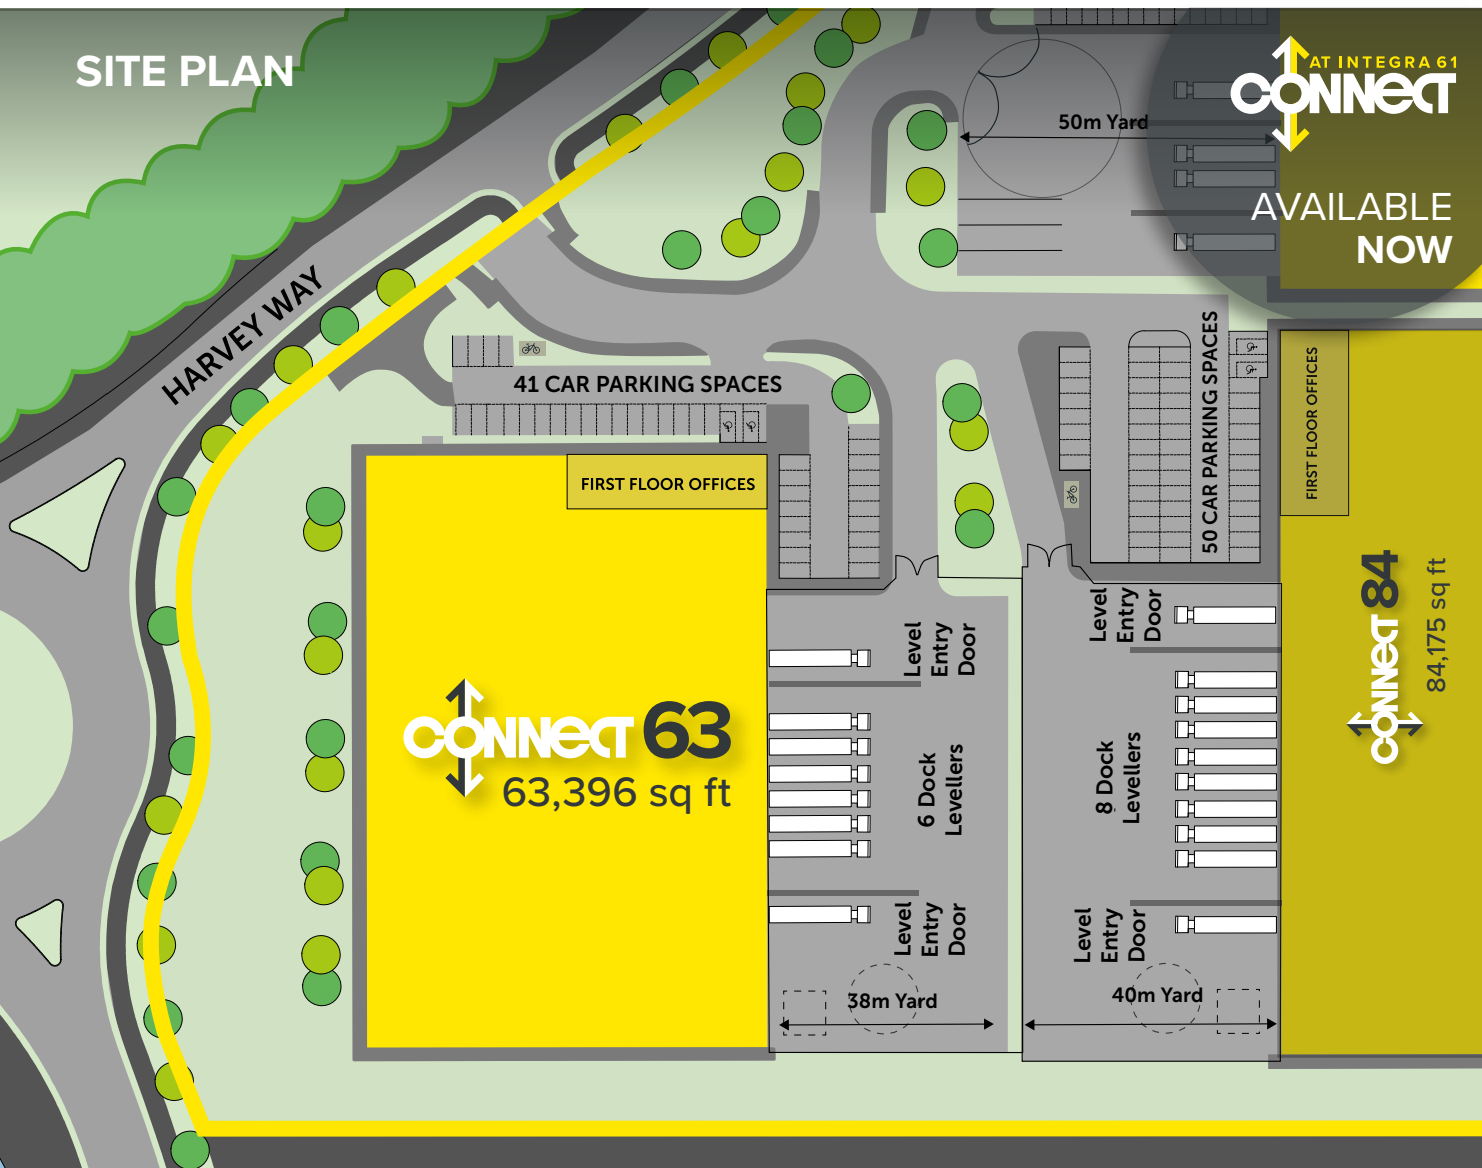 SITE PLAN
AT INTEGRA 61
CONNECT
AVAILABLE
NOW
50m Yard
HARVEY WAY
41 CAR PARKING SPACES
50 CAR PARKING SPACES
FIRST FLOOR OFFICES
FIRST FLOOR OFFICES
CONNECT 63
63,396 sq ft
CONNECT 84
84,175 sq ft
Level
Entry
Door
Level
Entry
Door
6 Dock
Levellers
8 Dock
Levellers
Level
Entry
Door
Level
Entry
Door
38m Yard
40m Yard